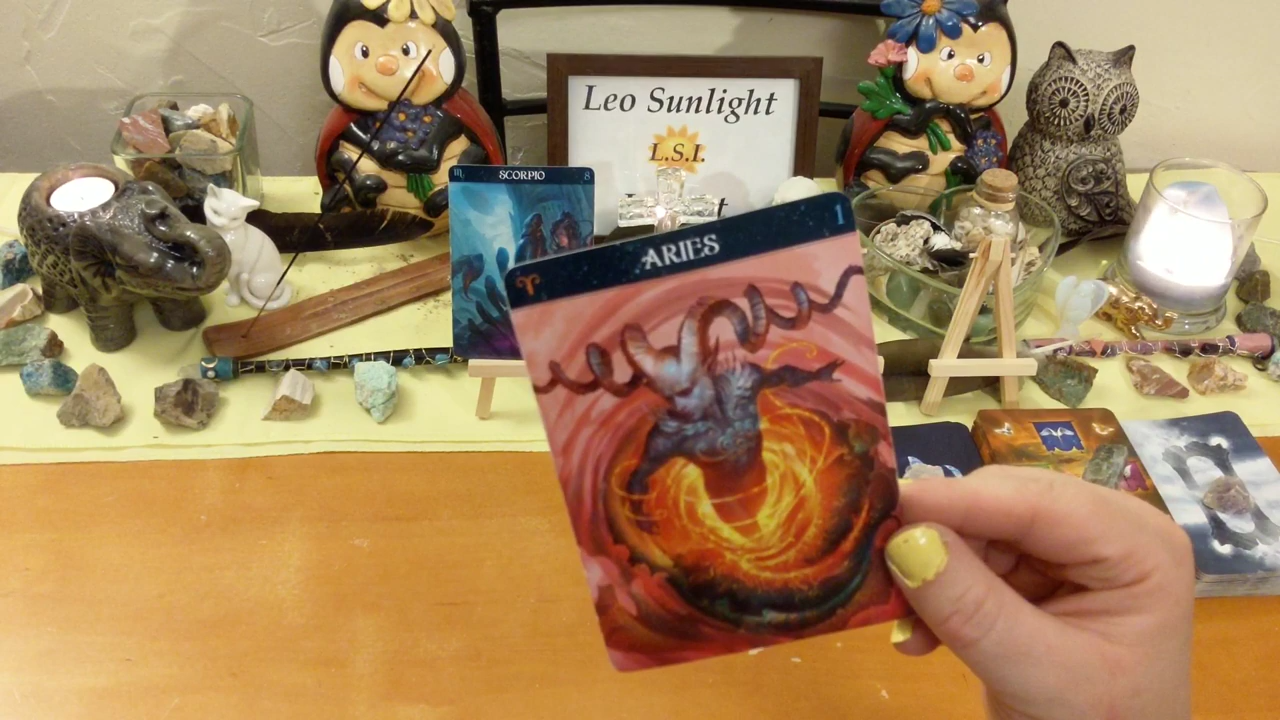 Leo Sunlight
L.S.I.
♏ SCORPIO 8
♈ ARIES 1